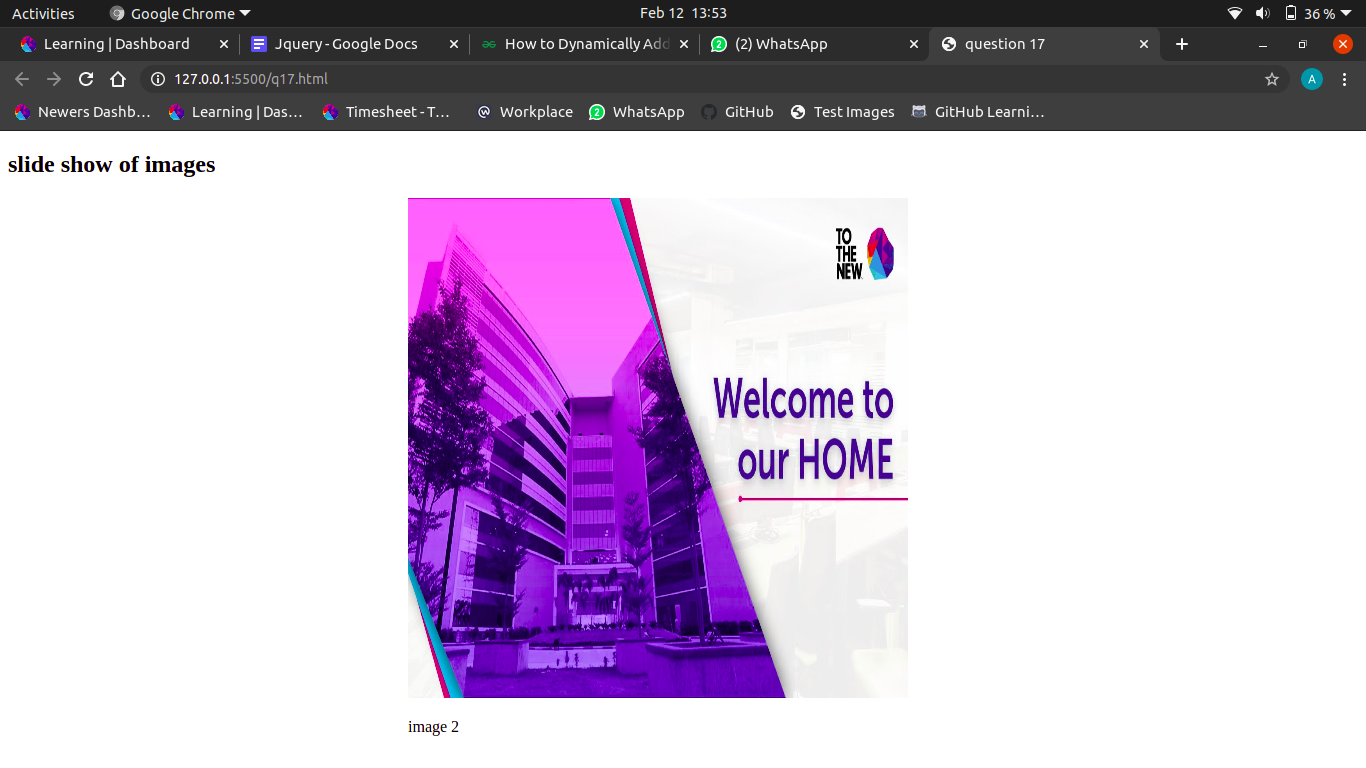 Activities Google Chrome Feb 12 13:53 36 %
Learning | Dashboard Jquery - Google Docs How to Dynamically Add (2) WhatsApp question 17
127.0.0.1:5500/q17.html A
Newers Dashb… Learning | Das… Timesheet - T… Workplace 2 WhatsApp GitHub Test Images GitHub Learni…
slide show of images
TO
THE
NEW
Welcome to
our HOME
image 2